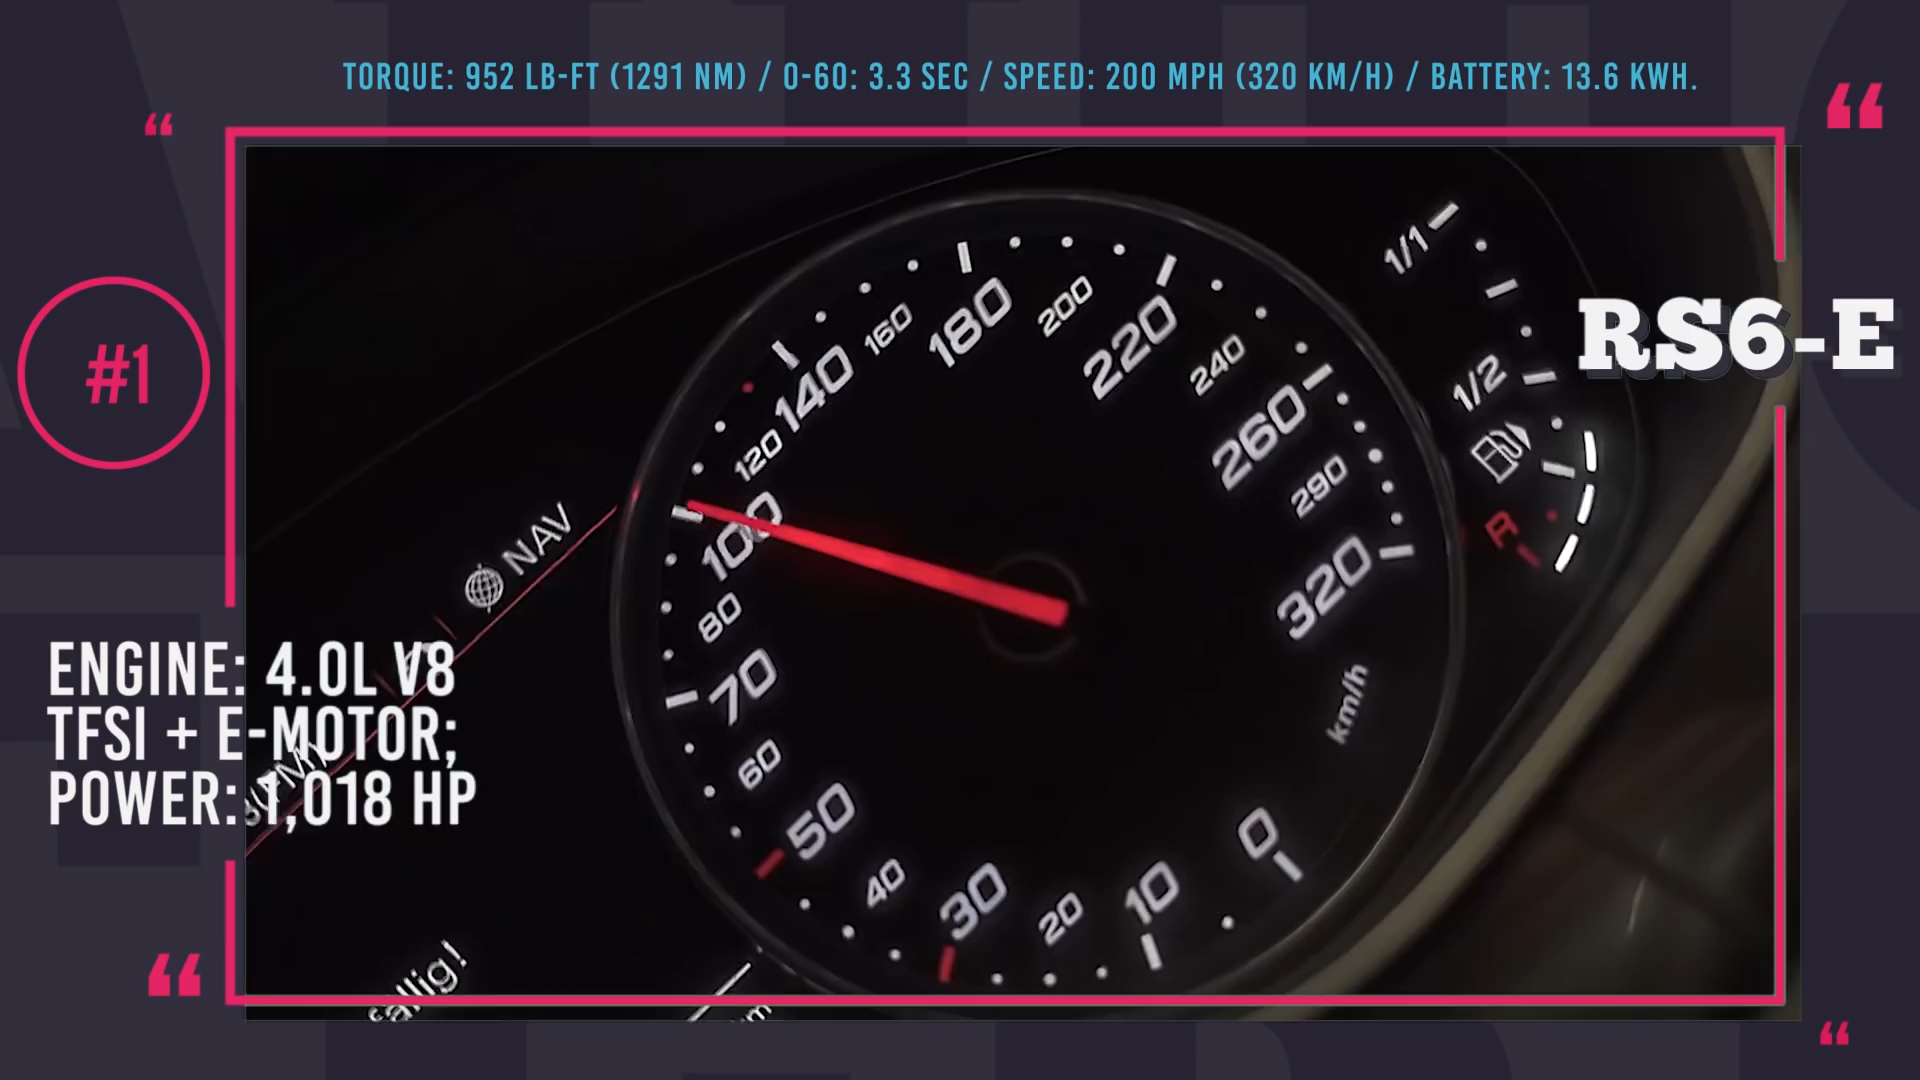 TORQUE: 952 LB-FT (1291 NM) / 0-60: 3.3 SEC / SPEED: 200 MPH (320 KM/H) / BATTERY: 13.6 KWH.
#1
RS6-E
ENGINE: 4.0L V8
TFSI + E-MOTOR;
POWER: 1,018 HP
NAV
0
10
20
30
40
50
60
70
80
100
120
140
160
180
200
220
240
260
290
320
km/h
1/1
1/2
R
fällig!